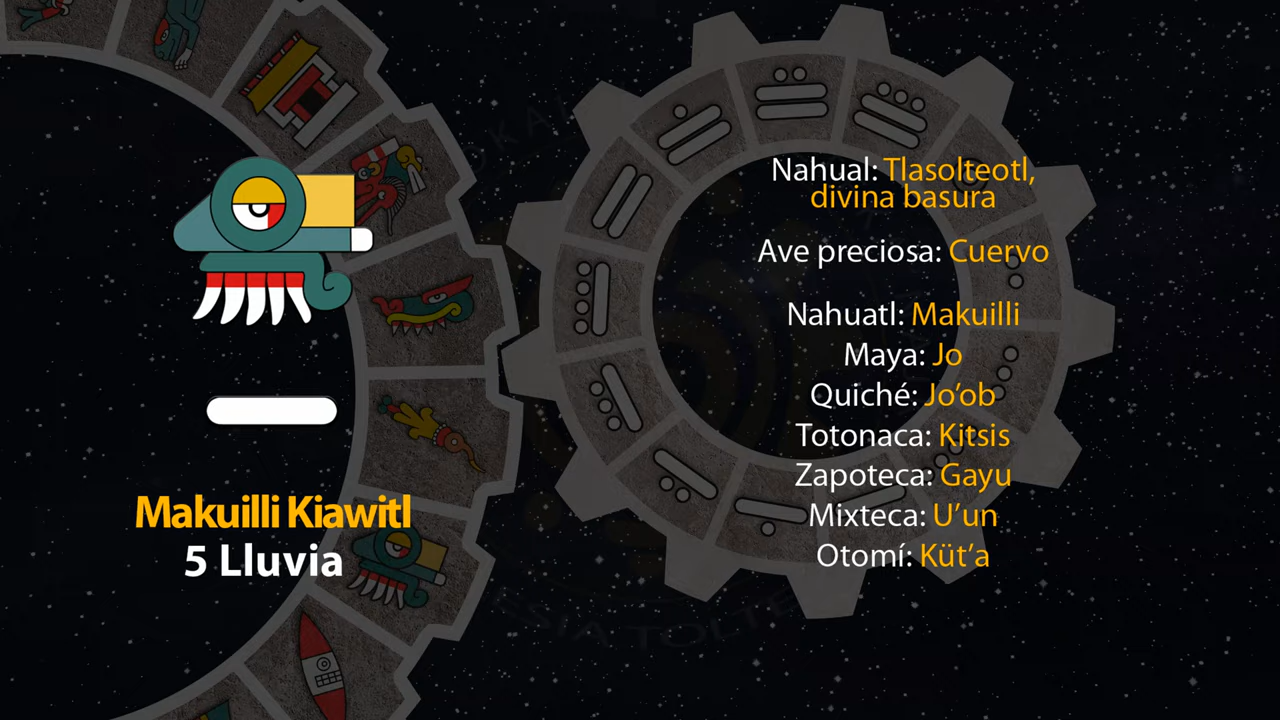 Makuilli Kiawitl
5 Lluvia
Nahual: Tlasolteotl,
divina basura
Ave preciosa: Cuervo
Nahuatl: Makuilli
Maya: Jo
Quiché: Jo’ob
Totonaca: Kitsis
Zapoteca: Gayu
Mixteca: U’un
Otomí: Küt’a